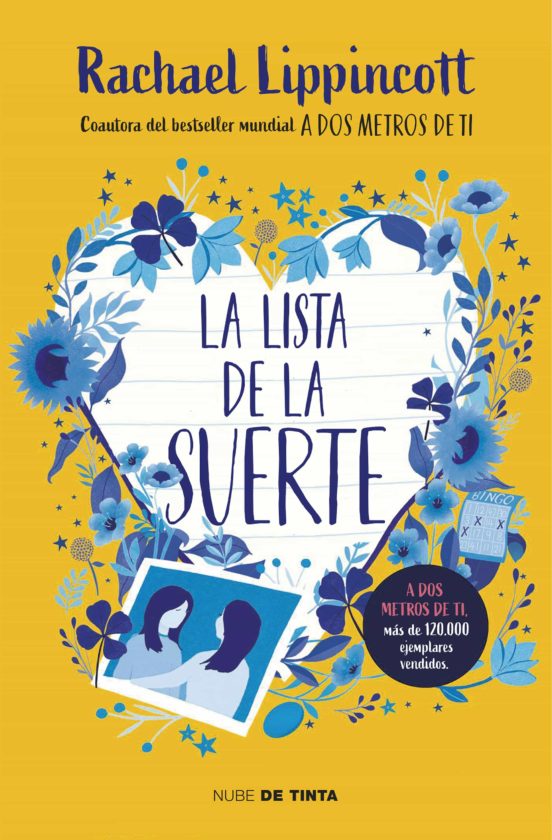 Rachael Lippincott
Coautora del bestseller mundial A DOS METROS DE TI
LA LISTA
DE LA
SUERTE
BINGO
A DOS
METROS DE TI,
más de 120.000
ejemplares
vendidos.
NUBE DE TINTA